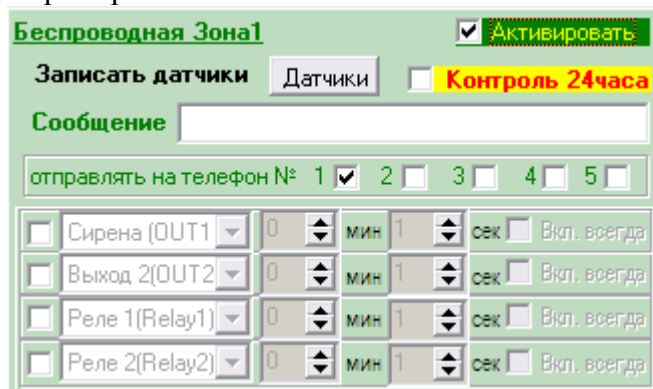 Беспроводная Зона1 Активировать
Записать датчики Датчики Контроль 24часа
Сообщение
отправлять на телефон № 1 2 3 4 5
Сирена (OUT1 0 мин 1 сек Вкл. всегда
Выход 2(OUT2 0 мин 1 сек Вкл. всегда
Реле 1(Relay1) 0 мин 1 сек Вкл. всегда
Реле 2(Relay2) 0 мин 1 сек Вкл. всегда